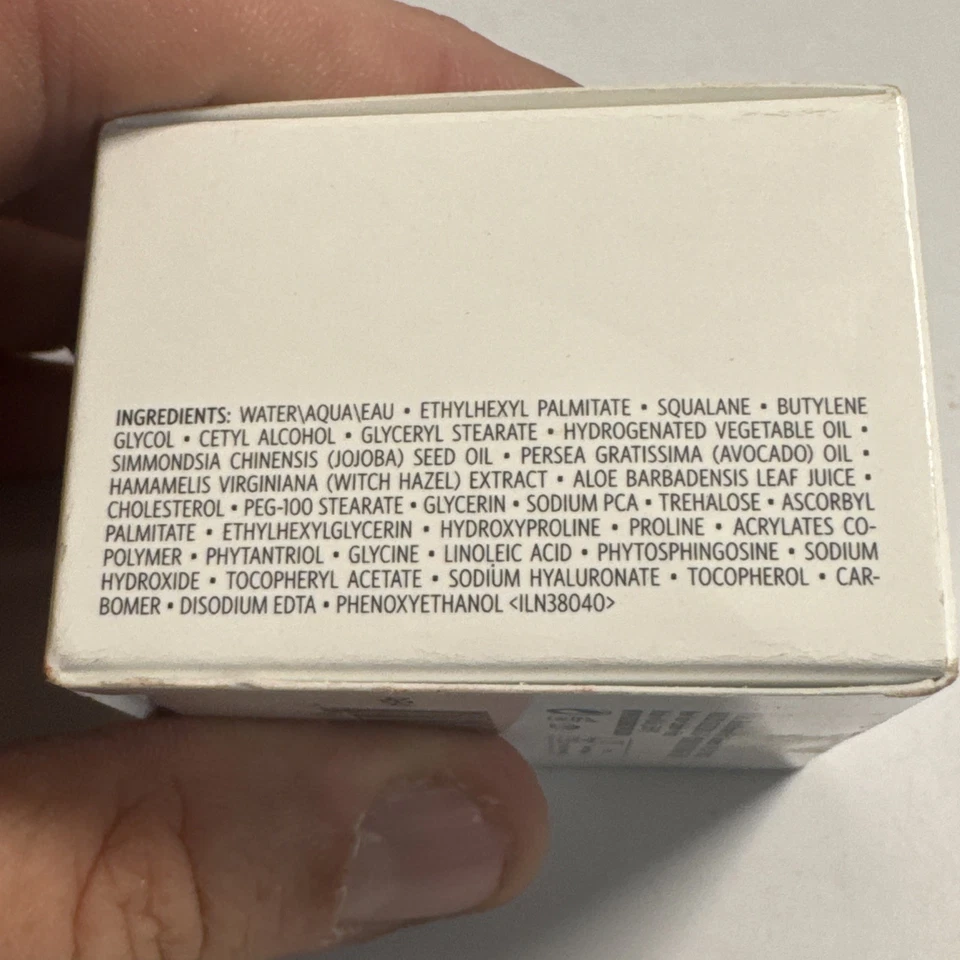 INGREDIENTS: WATER\AQUA\EAU • ETHYLHEXYL PALMITATE • SQUALANE • BUTYLENE
GLYCOL • CETYL ALCOHOL • GLYCERYL STEARATE • HYDROGENATED VEGETABLE OIL •
SIMMONDSIA CHINENSIS (JOJOBA) SEED OIL • PERSEA GRATISSIMA (AVOCADO) OIL •
HAMAMELIS VIRGINIANA (WITCH HAZEL) EXTRACT • ALOE BARBADENSIS LEAF JUICE •
CHOLESTEROL • PEG-100 STEARATE • GLYCERIN • SODIUM PCA • TREHALOSE • ASCORBYL
PALMITATE • ETHYLHEXYLGLYCERIN • HYDROXYPROLINE • PROLINE • ACRYLATES CO-
POLYMER • PHYTANTRIOL • GLYCINE • LINOLEIC ACID • PHYTOSPHINGOSINE • SODIUM
HYDROXIDE • TOCOPHERYL ACETATE • SODIUM HYALURONATE • TOCOPHEROL • CAR-
BOMER • DISODIUM EDTA • PHENOXYETHANOL <ILN38040>